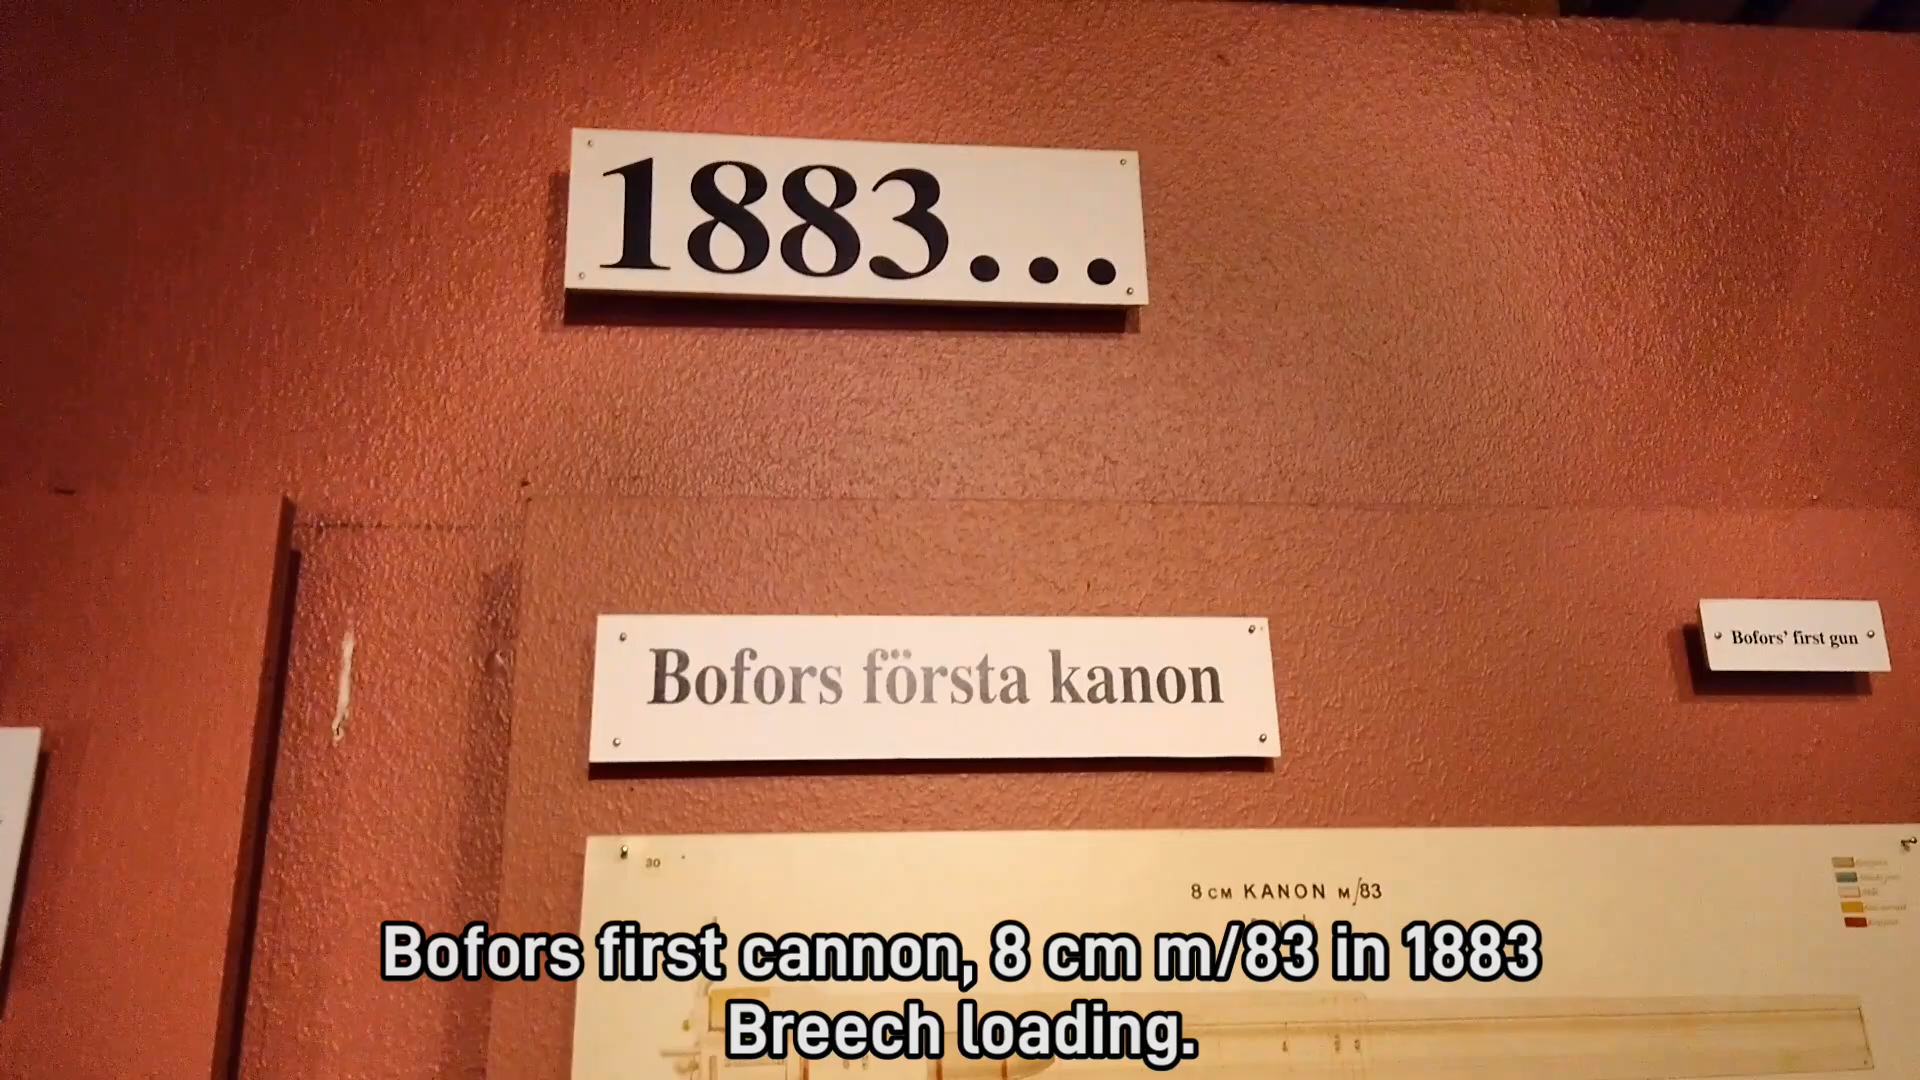 1883...
Bofors första kanon
Bofors' first gun
30
8 CM KANON M/83
Bofors first cannon, 8 cm m/83 in 1883
Breech loading.